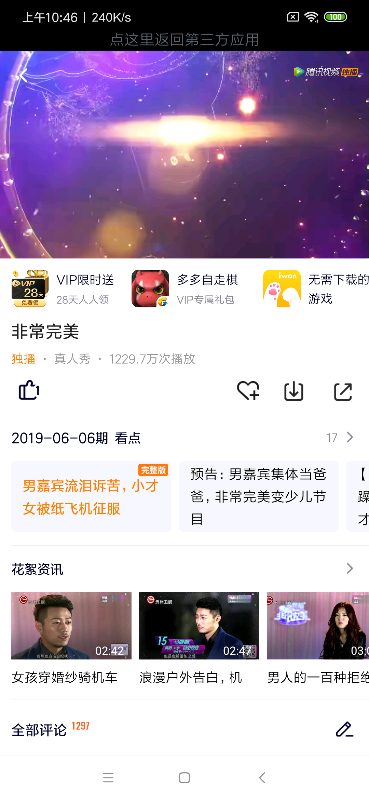 上午10:46 | 240K/s
100
点这里返回第三方应用
腾讯视频 独播
VIP限时送
28天人人领
多多自走棋
VIP专属礼包
无需下载的
游戏
非常完美
独播 · 真人秀 · 1229.7万次播放
1
2019-06-06期 看点
17
完整版
男嘉宾流泪诉苦，小才
女被纸飞机征服
预告：男嘉宾集体当爸
爸，非常完美变少儿节
目
【
躁
才
花絮资讯
02:42
02:47
03:0
女孩穿婚纱骑机车
浪漫户外告白，机
男人的一百种拒绝
全部评论 1297